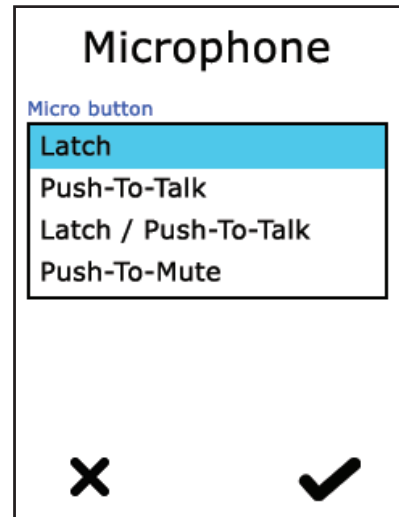 Microphone
Micro button
Latch
Push-To-Talk
Latch / Push-To-Talk
Push-To-Mute